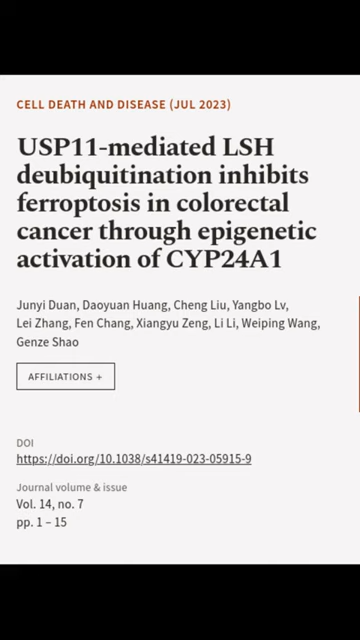 CELL DEATH AND DISEASE (JUL 2023)
USP11-mediated LSH
deubiquitination inhibits
ferroptosis in colorectal
cancer through epigenetic
activation of CYP24A1
Junyi Duan, Daoyuan Huang, Cheng Liu, Yangbo Lv,
Lei Zhang, Fen Chang, Xiangyu Zeng, Li Li, Weiping Wang,
Genze Shao
AFFILIATIONS +
DOI
https://doi.org/10.1038/s41419-023-05915-9
Journal volume & issue
Vol. 14, no. 7
pp. 1 – 15